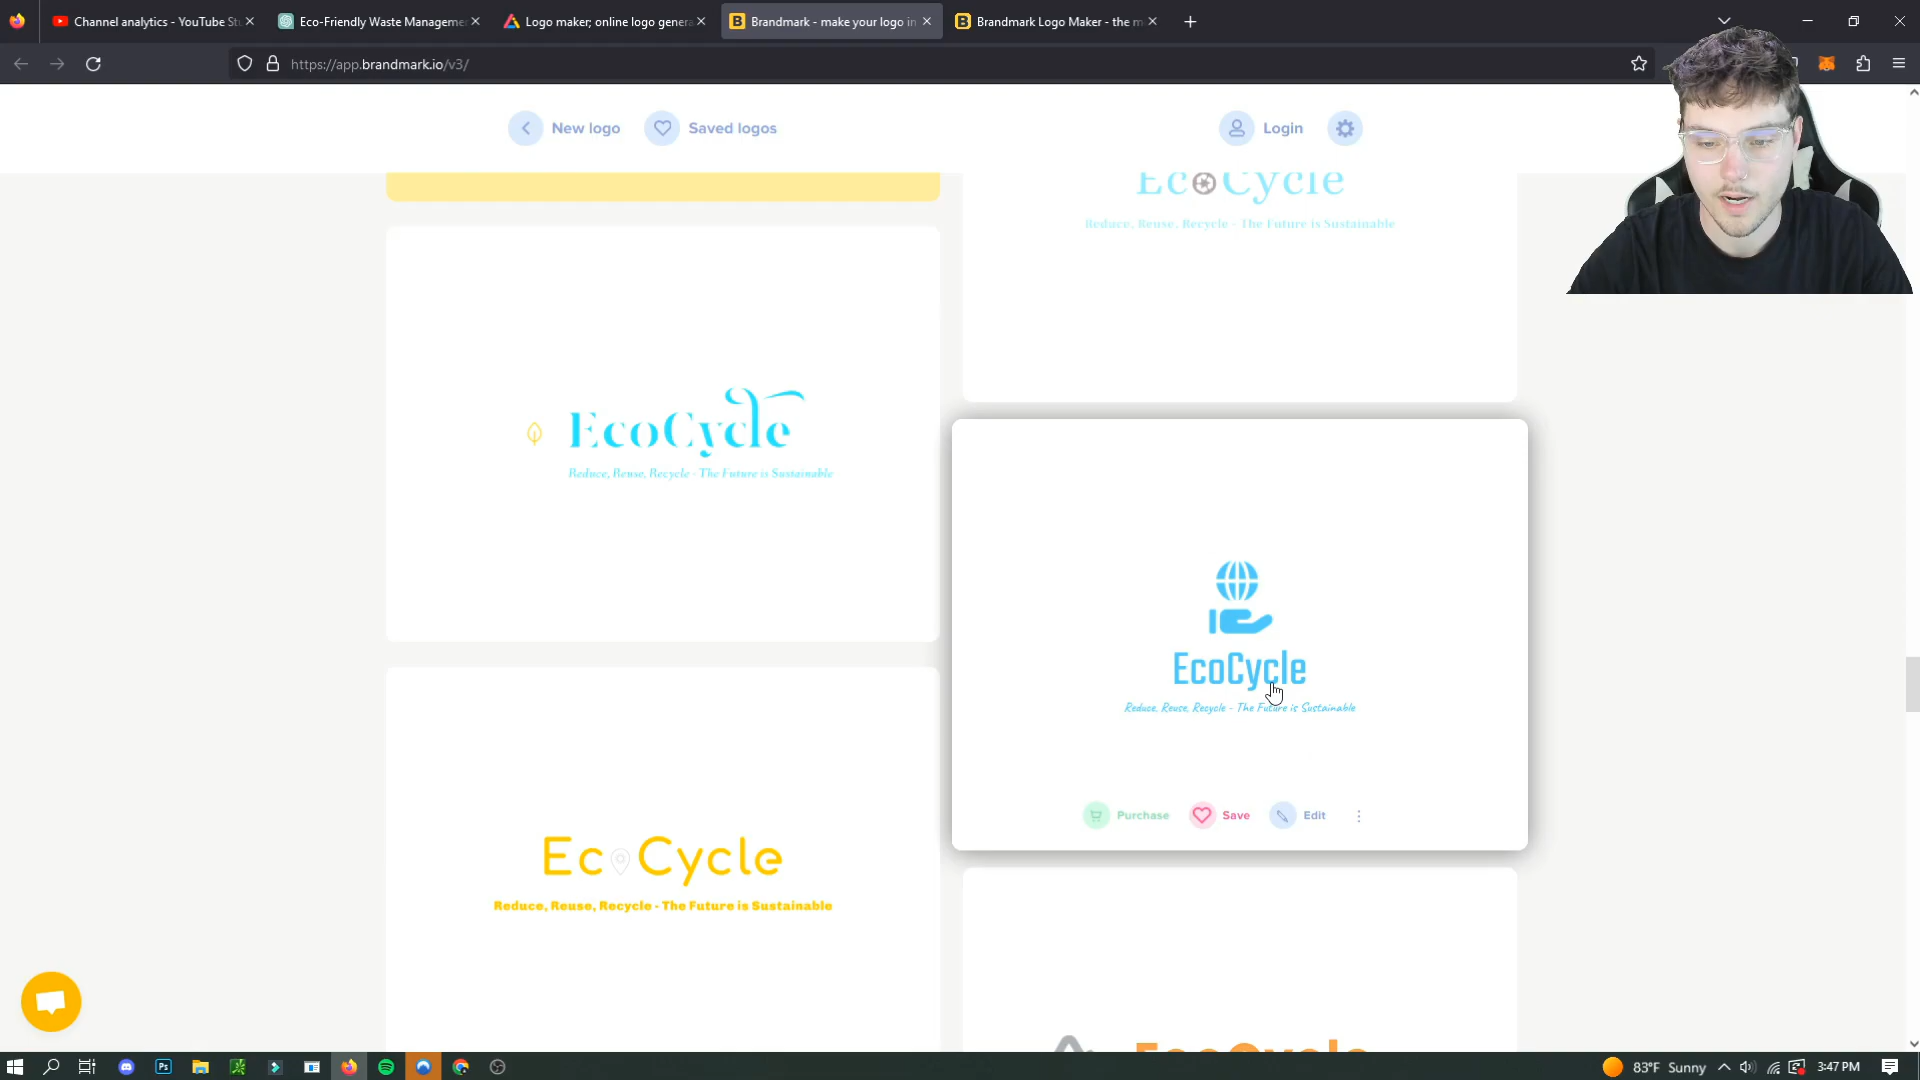 Channel analytics - YouTube St
Eco-Friendly Waste Manageme
Logo maker; online logo genera
Brandmark - make your logo in
Brandmark Logo Maker - the m
https://app.brandmark.io/v3/
New logo
Saved logos
Login
EcoCycle
Reduce, Reuse, Recycle - The Future is Sustainable
EcoCycle
Reduce, Reuse, Recycle - The Future is Sustainable
EcoCycle
Reduce, Reuse, Recycle - The Future is Sustainable
Purchase
Save
Edit
Ec Cycle
Reduce, Reuse, Recycle - The Future is Sustainable
EcoCycle
83°F Sunny
3:47 PM